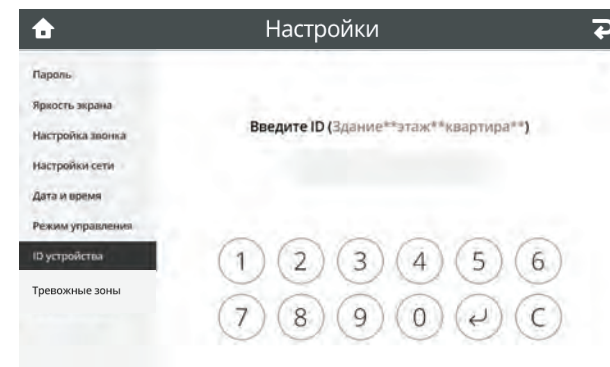 Настройки
Пароль
Яркость экрана
Настройка звонка
Настройки сети
Дата и время
Режим управления
ID устройства
Тревожные зоны
Введите ID (Здание**этаж**квартира**)
1 2 3 4 5 6
7 8 9 0 C